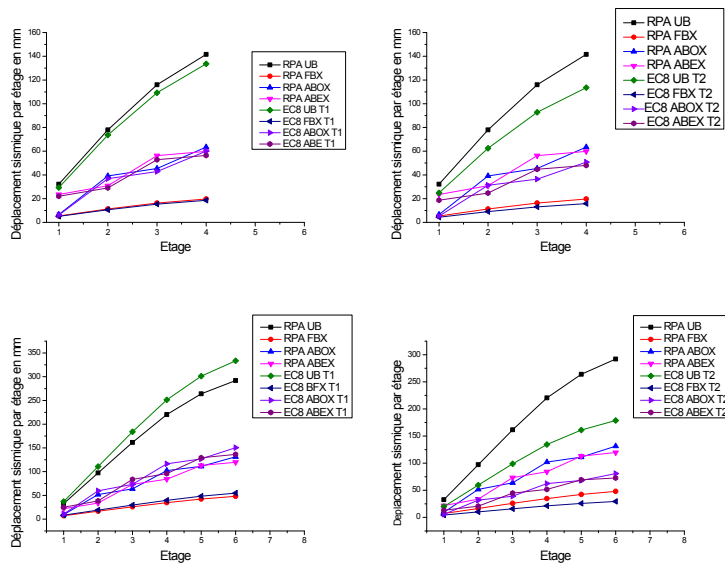 160
140
120
100
80
60
40
20
0
1
2
3
4
5
6
Déplacement sismique par étage en mm
Etage
RPA UB
RPA FBX
RPA ABOX
RPA ABEX
EC8 UB T1
EC8 FBX T1
EC8 ABOX T1
EC8 ABE T1
160
140
120
100
80
60
40
20
0
1
2
3
4
5
6
Déplacement sismique par étage en mm
Etage
RPA UB
RPA FBX
RPA ABOX
RPA ABEX
EC8 UB T2
EC8 FBX T2
EC8 ABOX T2
EC8 ABEX T2
350
300
250
200
150
100
50
0
1
2
3
4
5
6
7
8
Déplacement sismique par étage en mm
Etage
RPA UB
RPA FBX
RPA ABOX
RPA ABEX
EC8 UB T1
EC8 BFX T1
EC8 ABOX T1
EC8 ABEX T1
300
250
200
150
100
50
0
1
2
3
4
5
6
7
8
Déplacement sismique par étage
Etage
RPA UB
RPA FBX
RPA ABOX
RPA ABEX
EC8 UB T2
EC8 FBX T2
EC8 ABOX T2
EC8 ABEX T2